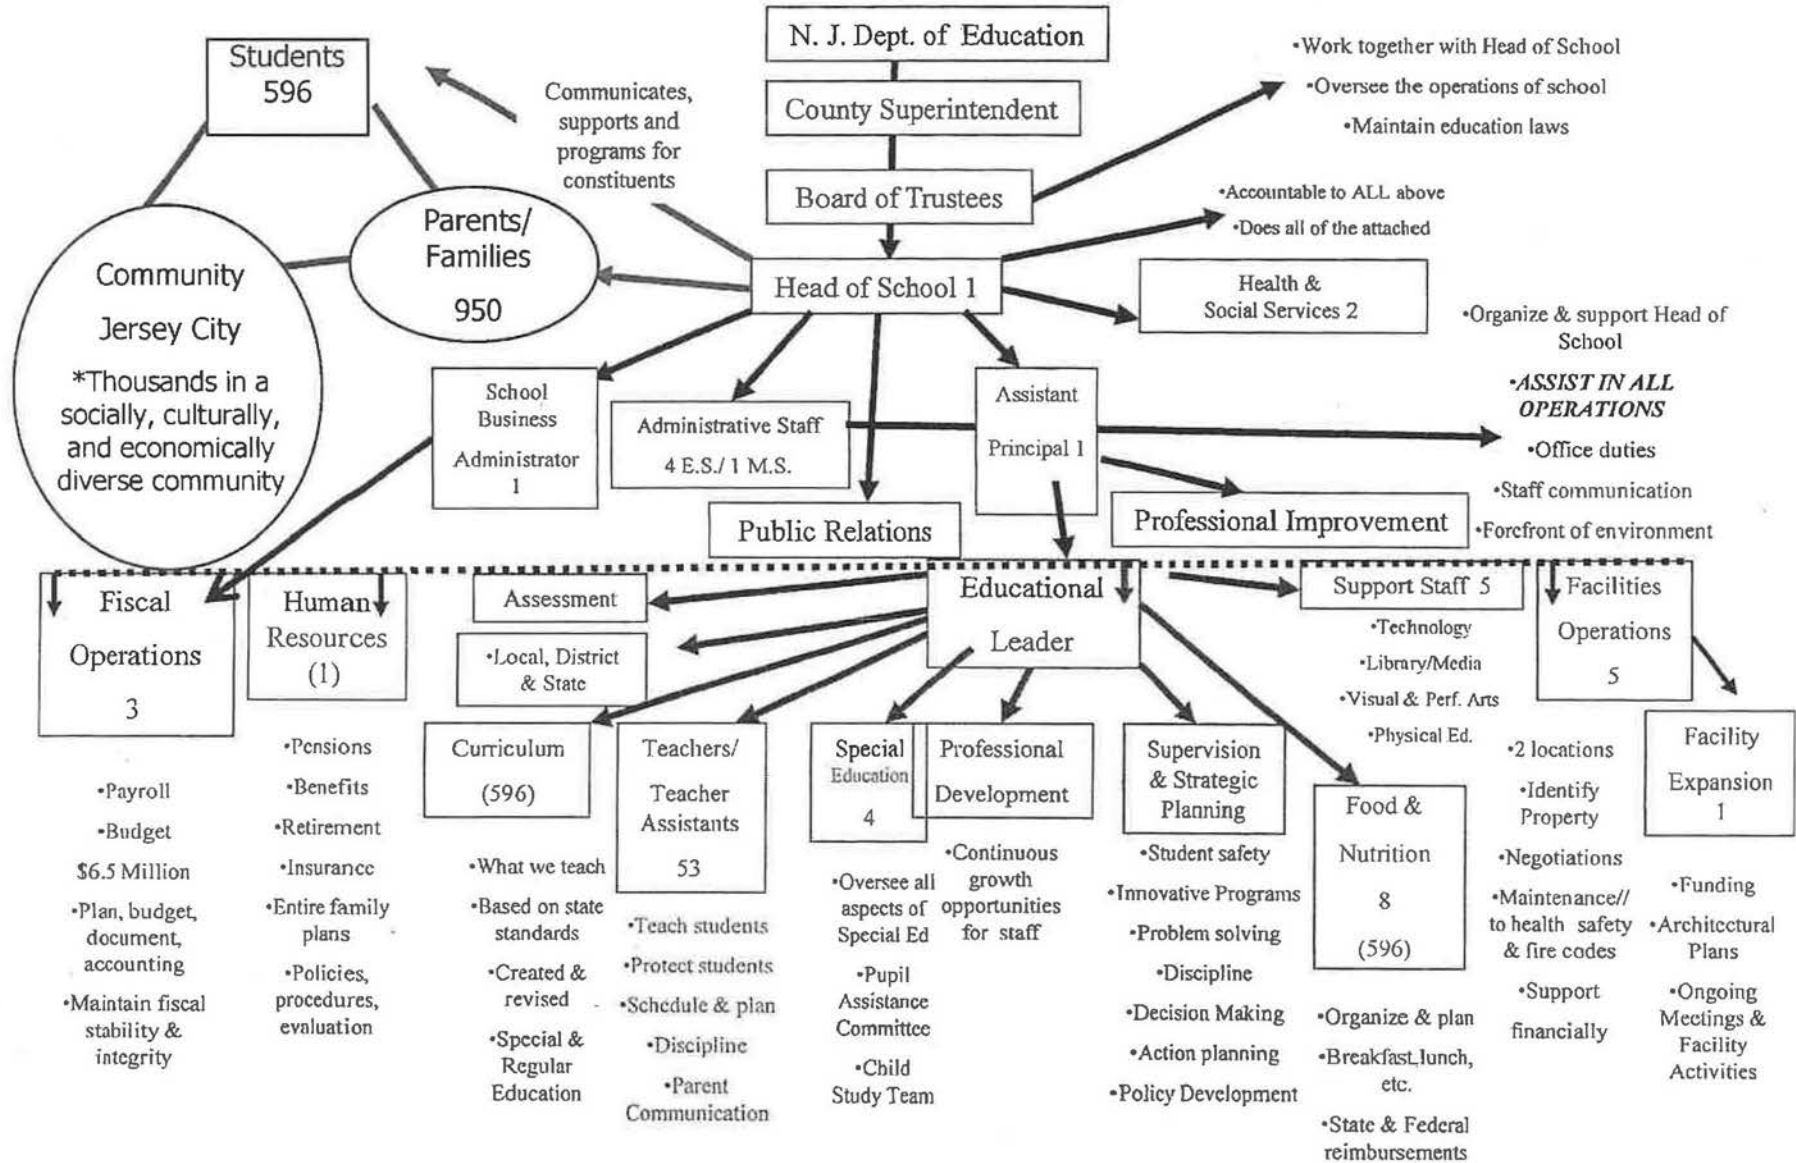 N. J. Dept. of Education
County Superintendent
Board of Trustees
•Work together with Head of School
•Oversee the operations of school
•Maintain education laws
Students
596
Communicates,
supports and
programs for
constituents
Parents/
Families
950
Community
Jersey City
*Thousands in a
socially, culturally,
and economically
diverse community
Head of School 1
•Accountable to ALL above
•Does all of the attached
Health &
Social Services 2
School
Business
Administrator
1
Administrative Staff
4 E.S./ 1 M.S.
Assistant
Principal 1
•Organize & support Head of
School
•ASSIST IN ALL
OPERATIONS
•Office duties
•Staff communication
•Forefront of environment
Public Relations
Professional Improvement
Fiscal
Operations
3
•Payroll
•Budget
$6.5 Million
•Plan, budget,
document,
accounting
•Maintain fiscal
stability &
integrity
Human
Resources
(1)
•Pensions
•Benefits
•Retirement
•Insurance
•Entire family
plans
•Policies,
procedures,
evaluation
Assessment
•Local, District
& State
Educational
Leader
Support Staff 5
•Technology
•Library/Media
•Visual & Perf. Arts
•Physical Ed.
Facilities
Operations
5
•2 locations
•Identify
Property
•Negotiations
•Maintenance//
to health safety
& fire codes
•Support
financially
Facility
Expansion
1
•Funding
•Architectural
Plans
•Ongoing
Meetings &
Facility
Activities
Curriculum
(596)
•What we teach
•Based on state
standards
•Created &
revised
•Special &
Regular
Education
Teachers/
Teacher
Assistants
53
•Teach students
•Protect students
•Schedule & plan
•Discipline
•Parent
Communication
Special
Education
4
•Oversee all
aspects of
Special Ed
•Pupil
Assistance
Committee
•Child
Study Team
Professional
Development
•Continuous
growth
opportunities
for staff
Supervision
& Strategic
Planning
•Student safety
•Innovative Programs
•Problem solving
•Discipline
•Decision Making
•Action planning
•Policy Development
Food &
Nutrition
8
(596)
•Organize & plan
•Breakfast,lunch,
etc.
•State & Federal
reimbursements